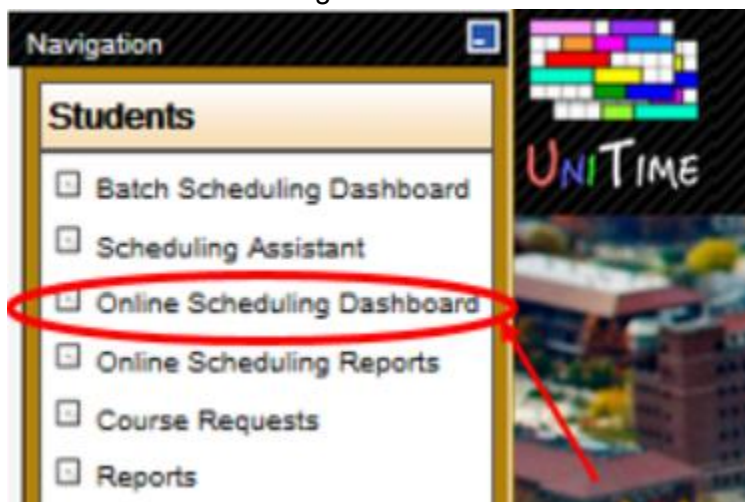 Navigation
Students
Batch Scheduling Dashboard
Scheduling Assistant
Online Scheduling Dashboard
Online Scheduling Reports
Course Requests
Reports
UNITIME